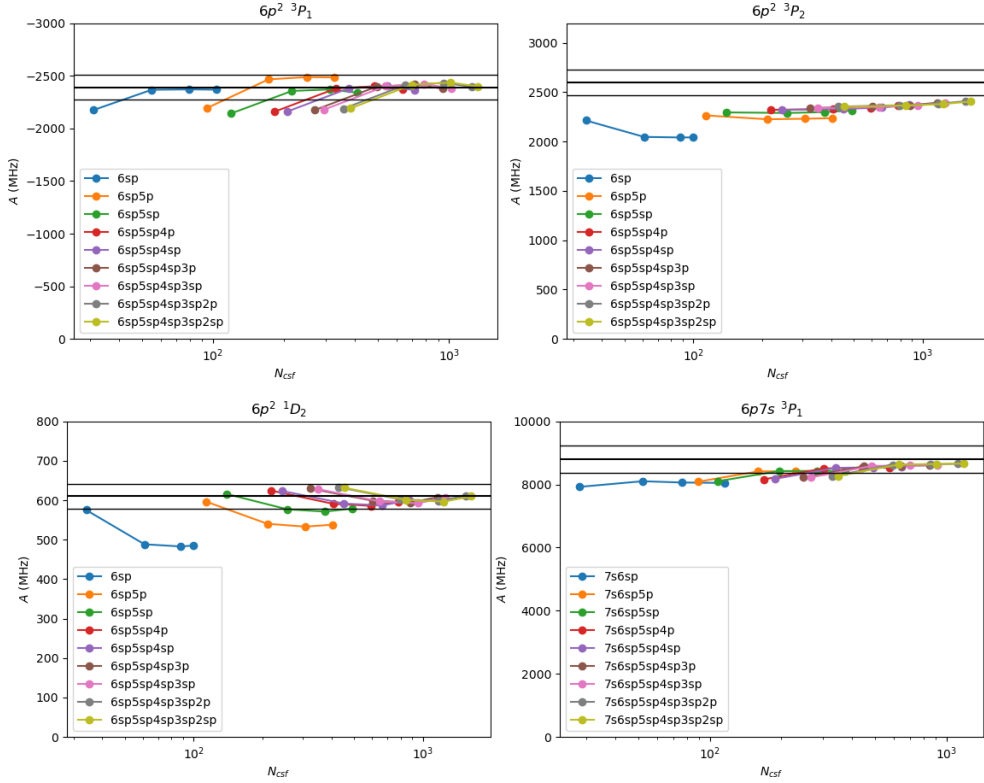 6p² ³P₁
−3000
−2500
−2000
−1500
−1000
−500
0
A (MHz)
10²
10³
N_csf
6sp
6sp5p
6sp5sp
6sp5sp4p
6sp5sp4sp
6sp5sp4sp3p
6sp5sp4sp3sp
6sp5sp4sp3sp2p
6sp5sp4sp3sp2sp
6p² ³P₂
3000
2500
2000
1500
1000
500
0
A (MHz)
10²
10³
N_csf
6sp
6sp5p
6sp5sp
6sp5sp4p
6sp5sp4sp
6sp5sp4sp3p
6sp5sp4sp3sp
6sp5sp4sp3sp2p
6sp5sp4sp3sp2sp
6p² ¹D₂
800
700
600
500
400
300
200
100
0
A (MHz)
10²
10³
N_csf
6sp
6sp5p
6sp5sp
6sp5sp4p
6sp5sp4sp
6sp5sp4sp3p
6sp5sp4sp3sp
6sp5sp4sp3sp2p
6sp5sp4sp3sp2sp
6p7s ³P₁
10000
8000
6000
4000
2000
0
A (MHz)
10²
10³
N_csf
7s6sp
7s6sp5p
7s6sp5sp
7s6sp5sp4p
7s6sp5sp4sp
7s6sp5sp4sp3p
7s6sp5sp4sp3sp
7s6sp5sp4sp3sp2p
7s6sp5sp4sp3sp2sp